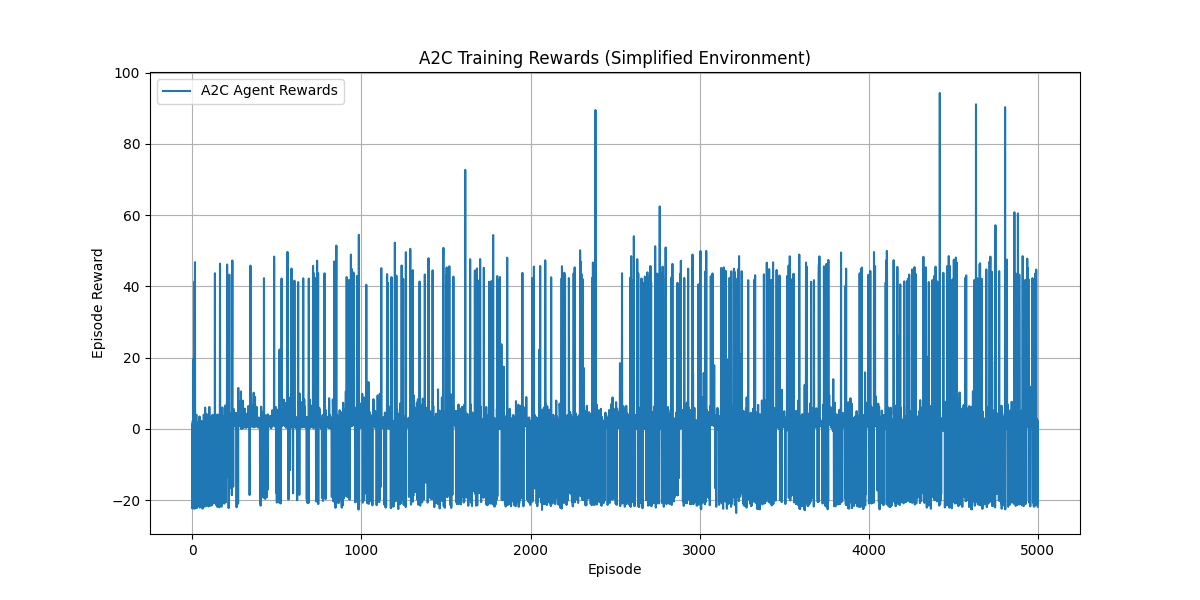 A2C Training Rewards (Simplified Environment)
A2C Agent Rewards
100
80
60
40
20
0
−20
Episode Reward
0 1000 2000 3000 4000 5000
Episode